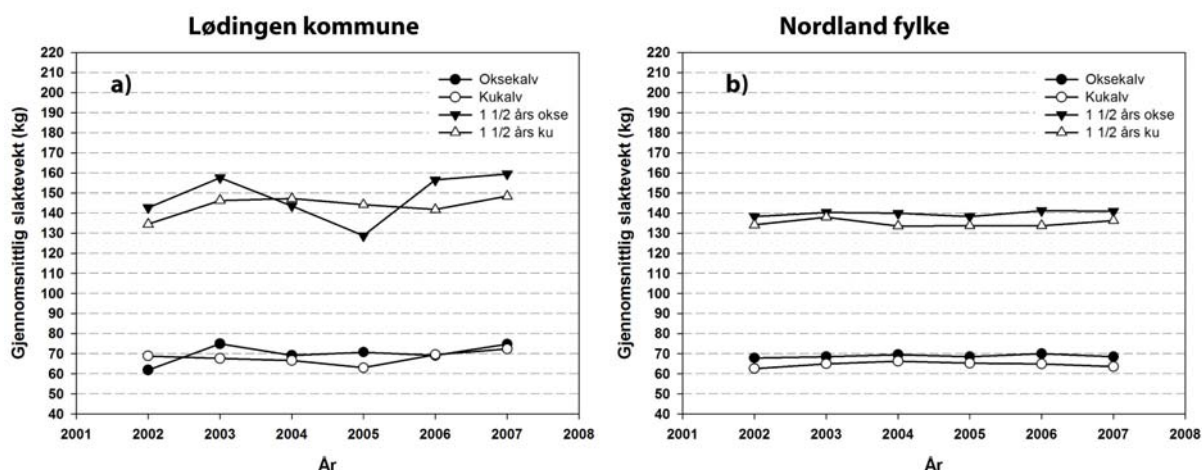 Lødingen kommune
Gjennomsnittlig slaktevekt (kg)
220
210
200
190
180
170
160
150
140
130
120
110
100
90
80
70
60
50
40
a)
Oksekalv
Kukalv
1 1/2 års okse
1 1/2 års ku
2001 2002 2003 2004 2005 2006 2007 2008
År
Nordland fylke
Gjennomsnittlig slaktevekt (kg)
220
210
200
190
180
170
160
150
140
130
120
110
100
90
80
70
60
50
40
b)
Oksekalv
Kukalv
1 1/2 års okse
1 1/2 års ku
2001 2002 2003 2004 2005 2006 2007 2008
År